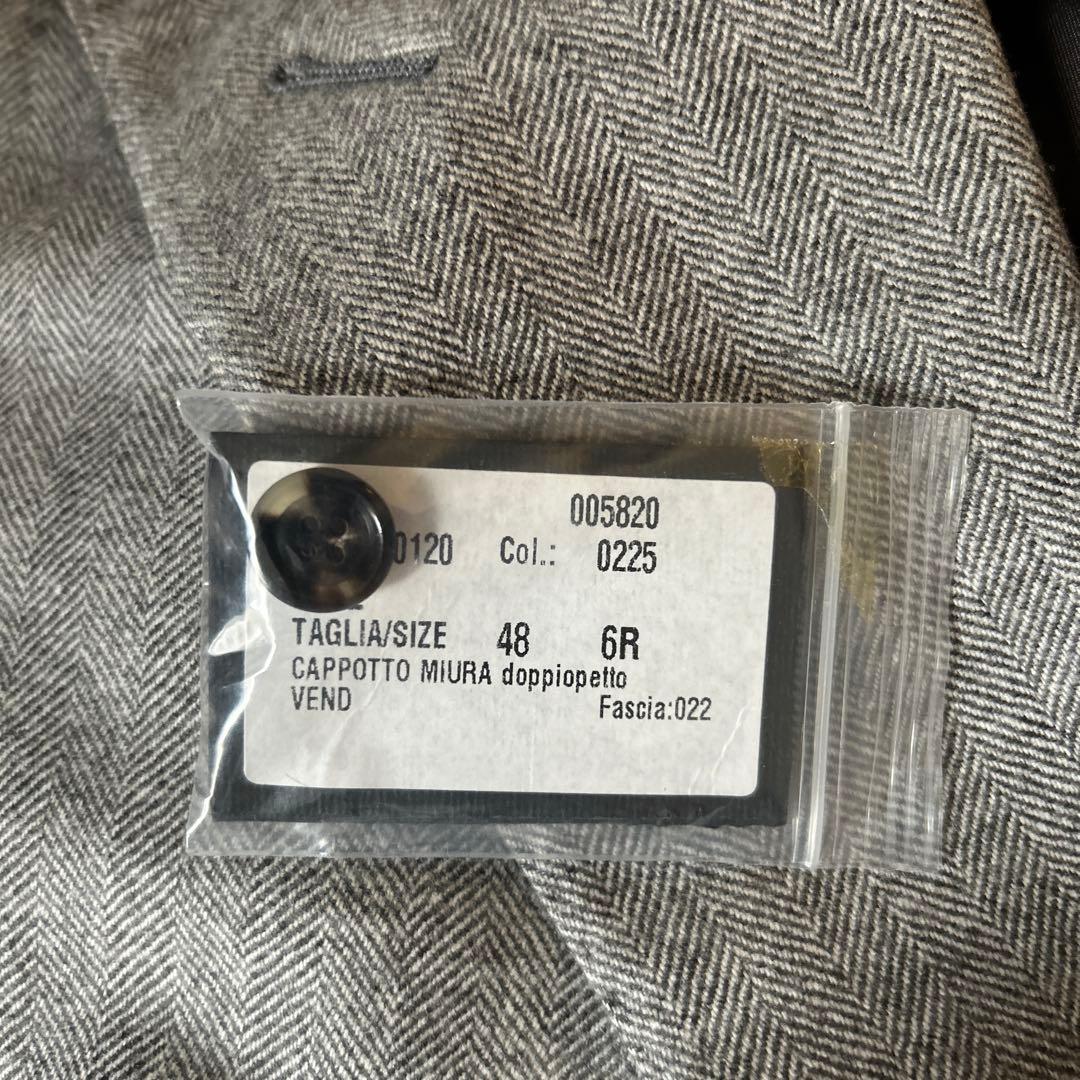 005820
0120 Col.: 0225
TAGLIA/SIZE 48 6R
CAPPOTTO MIURA doppiopetto
VEND Fascia:022